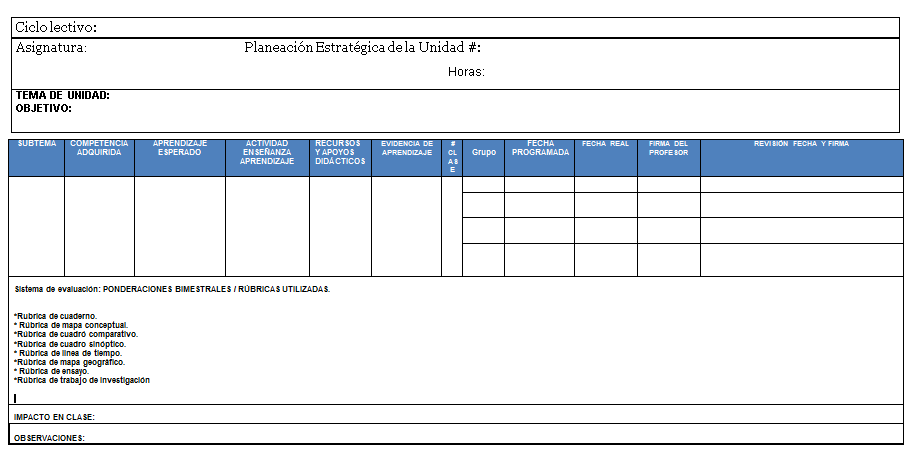 Ciclo lectivo:
Asignatura: Planeación Estratégica de la Unidad #:
Horas:
TEMA DE UNIDAD:
OBJETIVO:
SUBTEMA
COMPETENCIA
ADQUIRIDA
APRENDIZAJE
ESPERADO
ACTIVIDAD
ENSEÑANZA
APRENDIZAJE
RECURSOS
Y APOYOS
DIDÁCTICOS
EVIDENCIA DE
APRENDIZAJE
#
CL
AS
E
Grupo
FECHA
PROGRAMADA
FECHA REAL
FIRMA DEL
PROFESOR
REVISIÓN FECHA Y FIRMA
Sistema de evaluación: PONDERACIONES BIMESTRALES / RÚBRICAS UTILIZADAS.
*Rubrica de cuaderno.
* Rúbrica de mapa conceptual.
*Rúbrica de cuadró comparativo.
*Rúbrica de cuadro sinóptico.
* Rúbrica de línea de tiempo.
*Rúbrica de mapa geográfico.
* Rúbrica de ensayo.
*Rúbrica de trabajo de investigación
IMPACTO EN CLASE:
OBSERVACIONES: